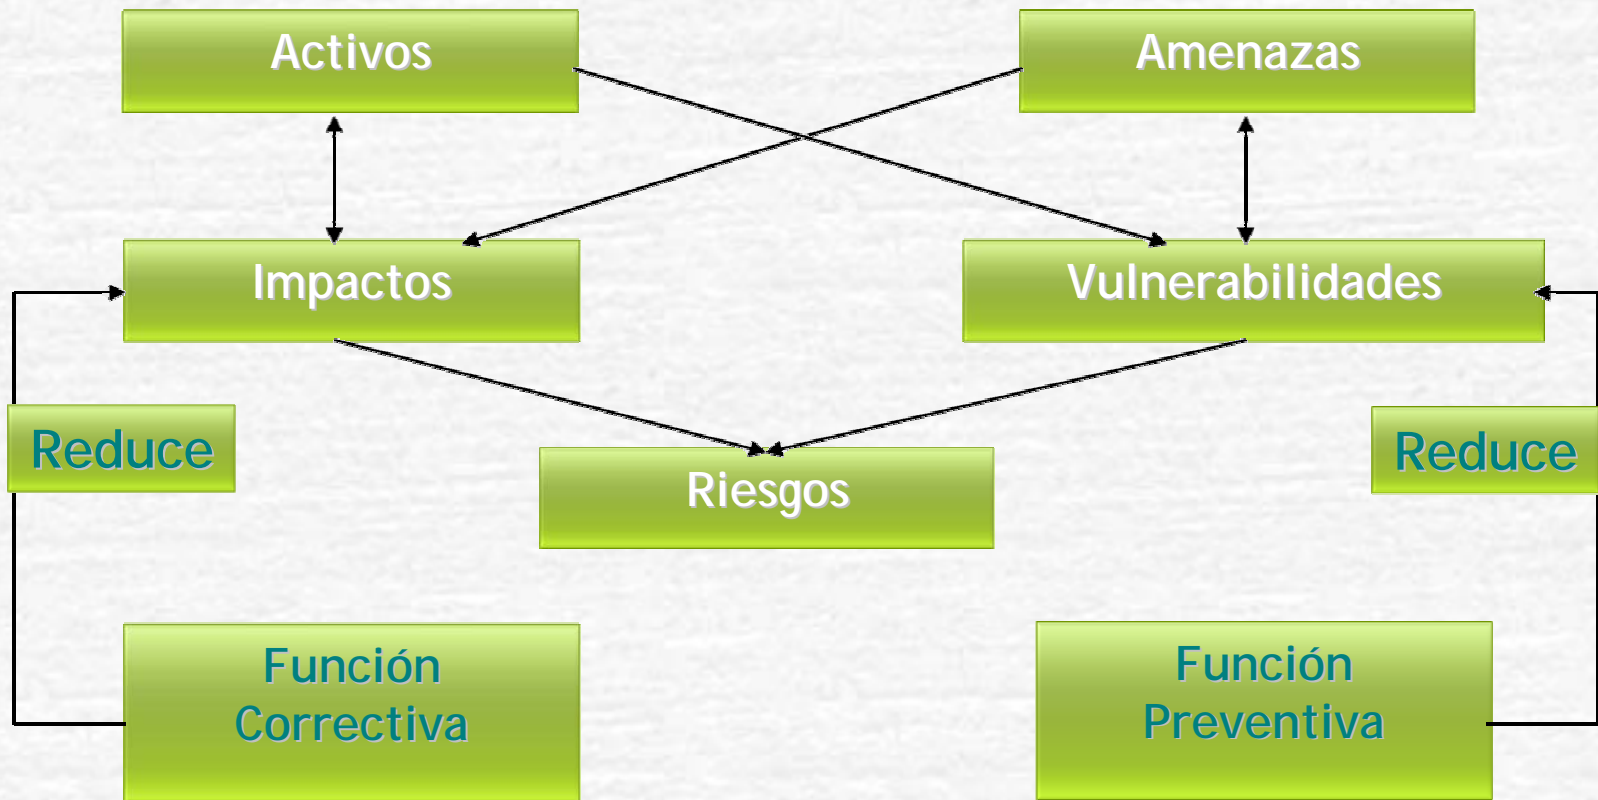 Activos
Amenazas
Impactos
Vulnerabilidades
Reduce
Reduce
Riesgos
Función
Correctiva
Función
Preventiva